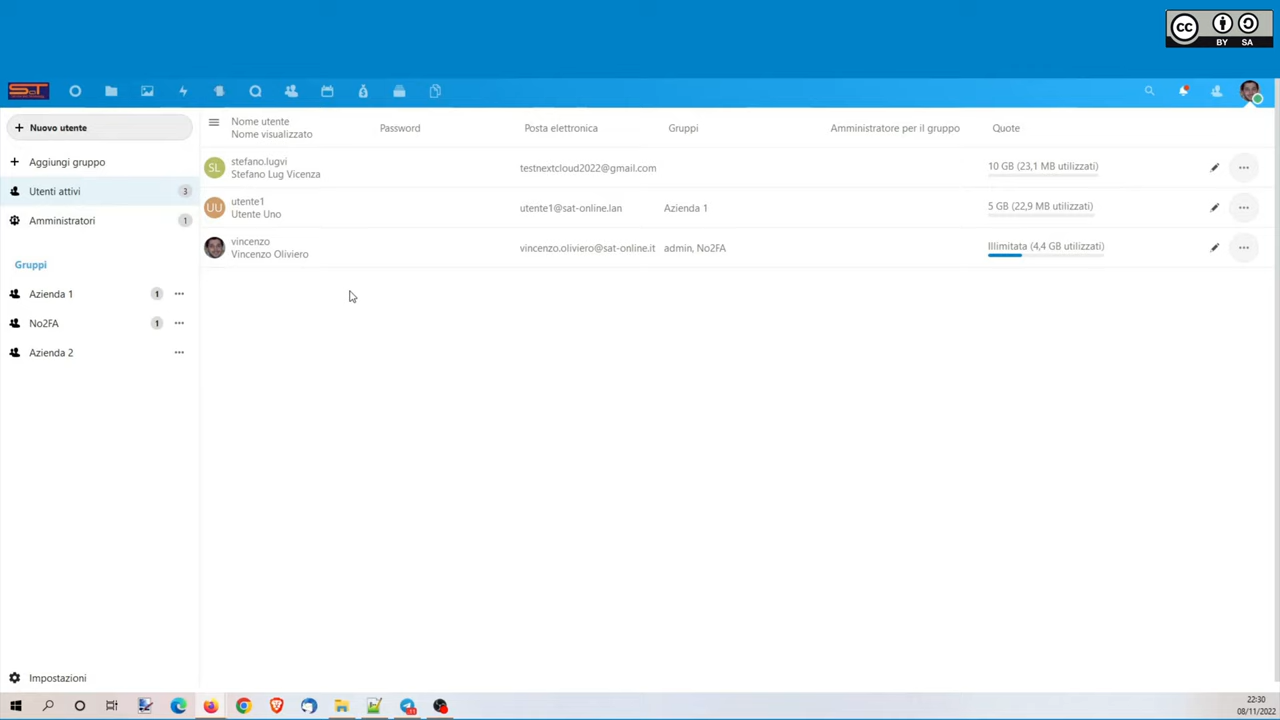 CC
BY SA
SaT
Nuovo utente
Aggiungi gruppo
Utenti attivi 3
Amministratori 1
Gruppi
Azienda 1 1
No2FA 1
Azienda 2
Impostazioni
Nome utente
Nome visualizzato
Password
Posta elettronica
Gruppi
Amministratore per il gruppo
Quote
SL
stefano.lugvi
Stefano Lug Vicenza
testnextcloud2022@gmail.com
10 GB (23,1 MB utilizzati)
UU
utente1
Utente Uno
utente1@sat-online.lan
Azienda 1
5 GB (22,9 MB utilizzati)
vincenzo
Vincenzo Oliviero
vincenzo.oliviero@sat-online.it
admin, No2FA
Illimitata (4,4 GB utilizzati)
22:30
08/11/2022